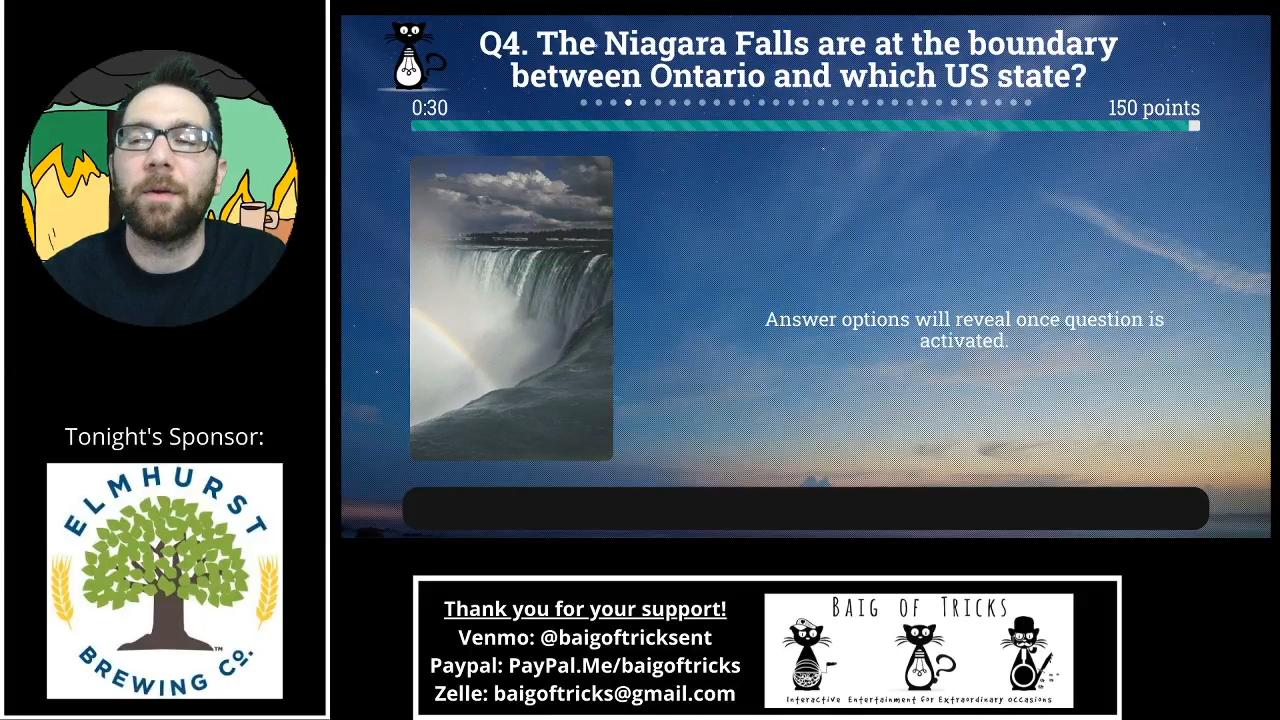 Q4. The Niagara Falls are at the boundary
between Ontario and which US state?
0:30
150 points
Answer options will reveal once question is
activated.
Tonight's Sponsor:
ELMHURST
BREWING CO.
TM
Thank you for your support!
Venmo: @baigoftricksent
Paypal: PayPal.Me/baigoftricks
Zelle: baigoftricks@gmail.com
BAIG OF TRICKS
Interactive Entertainment for Extraordinary occasions